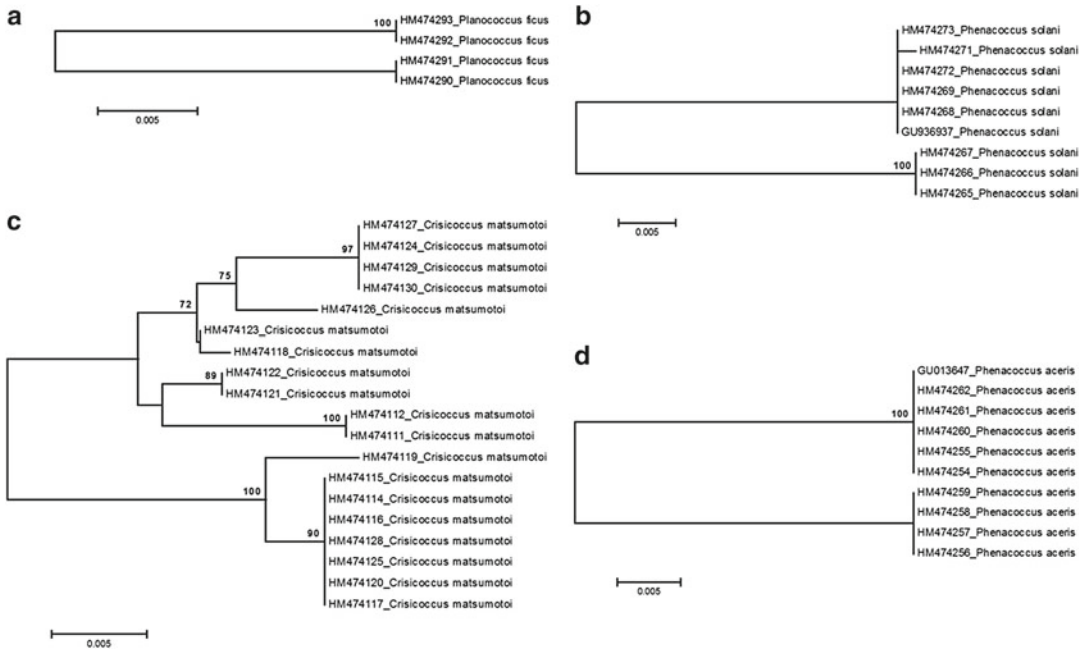 a
100
HM474293_Planococcus ficus
HM474292_Planococcus ficus
HM474291_Planococcus ficus
HM474290_Planococcus ficus
0.005
b
HM474273_Phenacoccus solani
HM474271_Phenacoccus solani
HM474272_Phenacoccus solani
HM474269_Phenacoccus solani
HM474268_Phenacoccus solani
GU936937_Phenacoccus solani
100
HM474267_Phenacoccus solani
HM474266_Phenacoccus solani
HM474265_Phenacoccus solani
0.005
c
HM474127_Crisicoccus matsumotoi
97
HM474124_Crisicoccus matsumotoi
HM474129_Crisicoccus matsumotoi
HM474130_Crisicoccus matsumotoi
75
HM474126_Crisicoccus matsumotoi
72
HM474123_Crisicoccus matsumotoi
HM474118_Crisicoccus matsumotoi
89
HM474122_Crisicoccus matsumotoi
HM474121_Crisicoccus matsumotoi
100
HM474112_Crisicoccus matsumotoi
HM474111_Crisicoccus matsumotoi
HM474119_Crisicoccus matsumotoi
100
HM474115_Crisicoccus matsumotoi
HM474114_Crisicoccus matsumotoi
HM474116_Crisicoccus matsumotoi
90
HM474128_Crisicoccus matsumotoi
HM474125_Crisicoccus matsumotoi
HM474120_Crisicoccus matsumotoi
HM474117_Crisicoccus matsumotoi
0.005
d
GU013647_Phenacoccus aceris
HM474262_Phenacoccus aceris
100
HM474261_Phenacoccus aceris
HM474260_Phenacoccus aceris
HM474255_Phenacoccus aceris
HM474254_Phenacoccus aceris
HM474259_Phenacoccus aceris
HM474258_Phenacoccus aceris
HM474257_Phenacoccus aceris
HM474256_Phenacoccus aceris
0.005